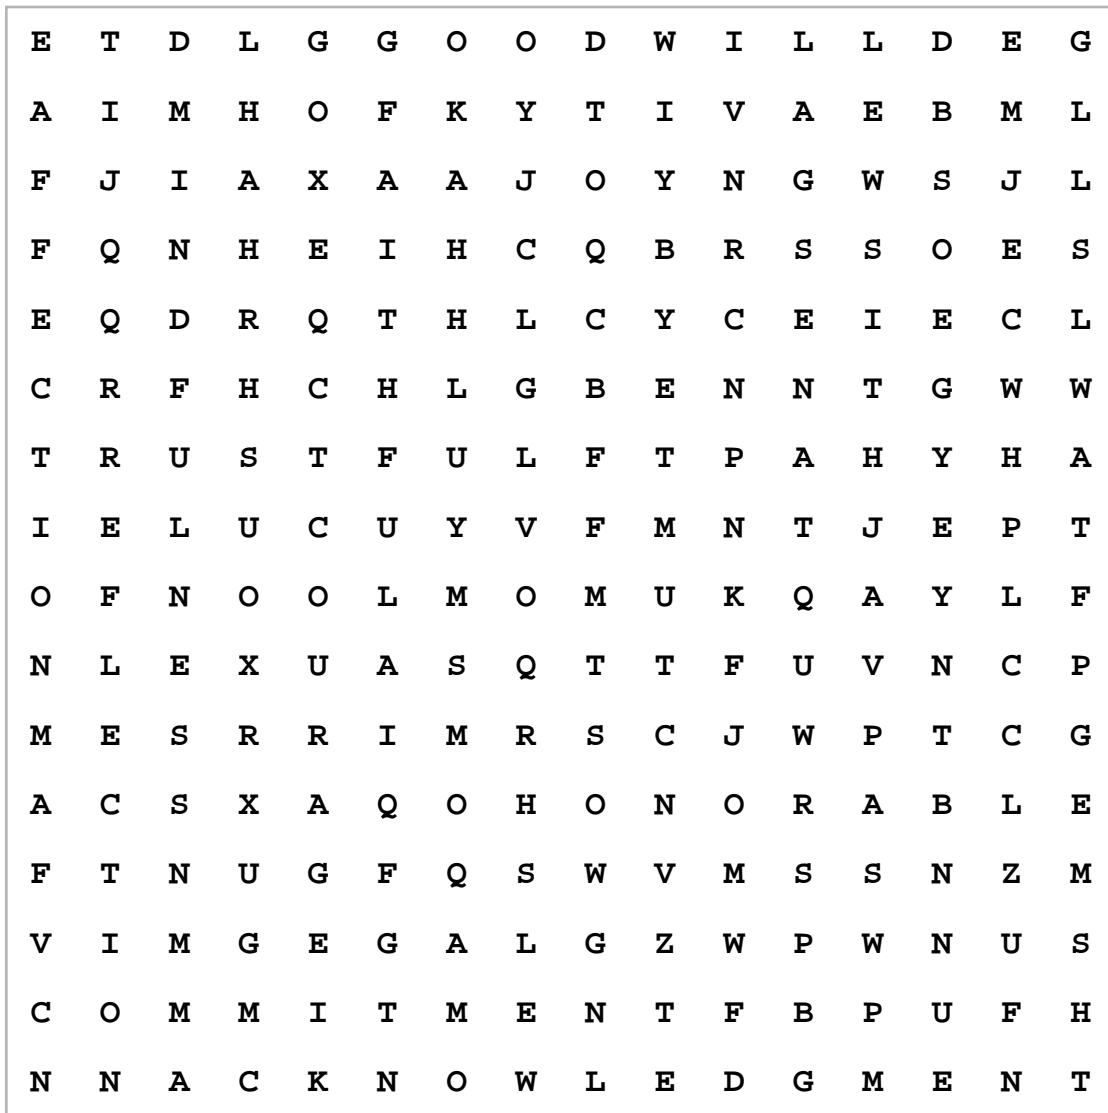 E T D L G G O O D W I L L D E G
A I M H O F K Y T I V A E B M L
F J I A X A A J O Y N G W S J L
F Q N H E I H C Q B R S S O E S
E Q D R Q T H L C Y C E I E C L
C R F H C H L G B E N N T G W W
T R U S T F U L F T P A H Y H A
I E L U C U Y V F M N T J E P T
O F N O O L M O M U K Q A Y L F
N L E X U A S Q T T F U V N C P
M E S R R I M R S C J W P T C G
A C S X A Q O H O N O R A B L E
F T N U G F Q S W V M S S N Z M
V I M G E G A L G Z W P W N U S
C O M M I T M E N T F B P U F H
N N A C K N O W L E D G M E N T